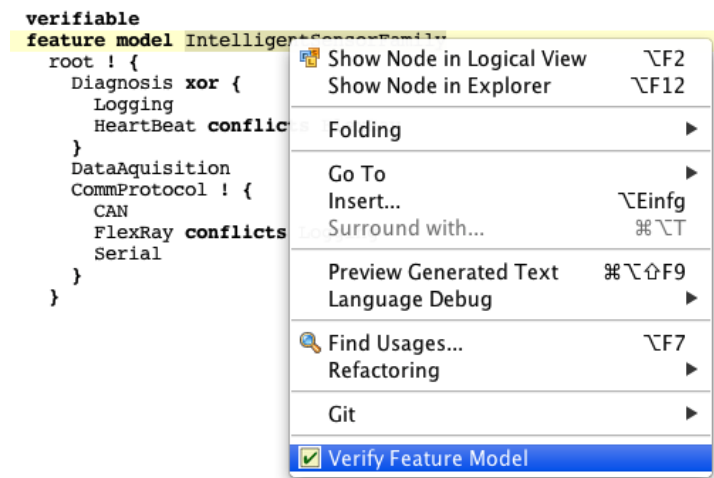 verifiable
feature model IntelligentSensorFamily
root ! {
Diagnosis xor {
Logging
HeartBeat conflicts
}
DataAquisition
CommProtocol ! {
CAN
FlexRay conflicts
Serial
}
}
Show Node in Logical View ⌥F2
Show Node in Explorer ⌥F12
Folding ▶
Go To ▶
Insert... ⌥Einfg
Surround with... ⌘⌥T
Preview Generated Text ⌘⌥⇧F9
Language Debug ▶
Find Usages... ⌥F7
Refactoring ▶
Git ▶
Verify Feature Model